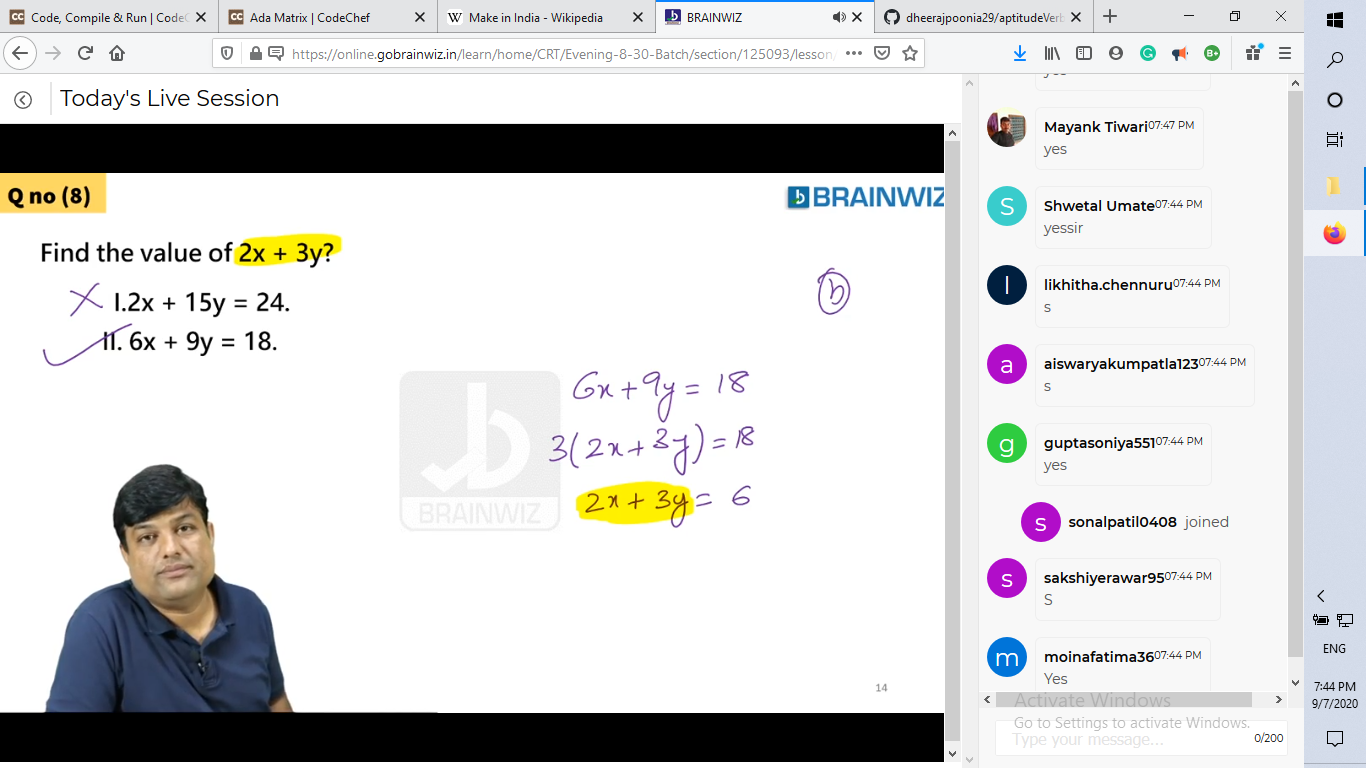 Code, Compile & Run | CodeC
Ada Matrix | CodeChef
Make in India - Wikipedia
BRAINWIZ
dheerajpoonia29/aptitudeVerb
https://online.gobrainwiz.in/learn/home/CRT/Evening-8-30-Batch/section/125093/lesson/
Today's Live Session
Q no (8)
BRAINWIZ
Find the value of 2x + 3y?
I.2x + 15y = 24.
II. 6x + 9y = 18.
b
6x + 9y = 18
3(2x + 3y) = 18
2x + 3y = 6
BRAINWIZ
14
yes
Mayank Tiwari 07:47 PM
yes
S
Shwetal Umate 07:44 PM
yessir
l
likhitha.chennuru 07:44 PM
s
a
aiswaryakumpatla123 07:44 PM
s
g
guptasoniya551 07:44 PM
yes
s
sonalpatil0408 joined
s
sakshiyerawar95 07:44 PM
S
m
moinafatima36 07:44 PM
Yes
Activate Windows
Go to Settings to activate Windows.
Type your message...
0/200
ENG
7:44 PM
9/7/2020